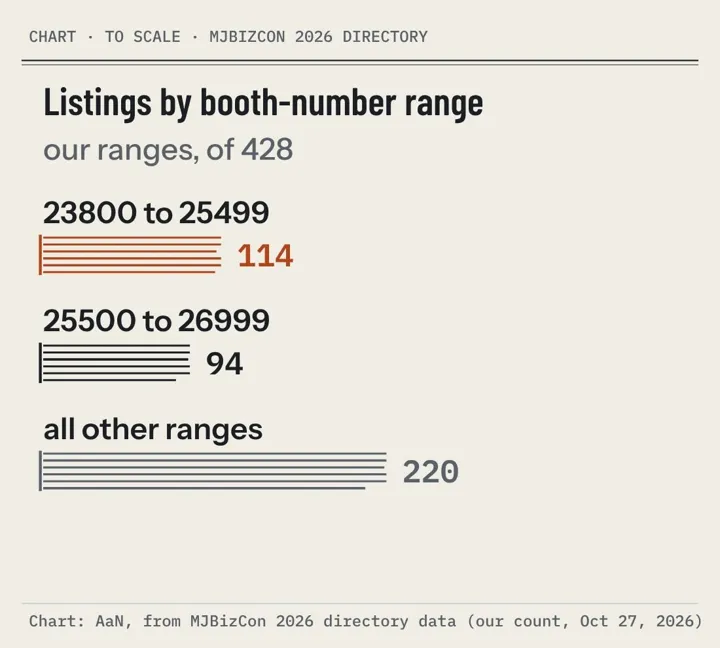 CHART · TO SCALE · MJBIZCON 2026 DIRECTORY
Listings by booth-number range
our ranges, of 428
23800 to 25499
114
25500 to 26999
94
all other ranges
220
Chart: AaN, from MJBizCon 2026 directory data (our count, Oct 27, 2026)